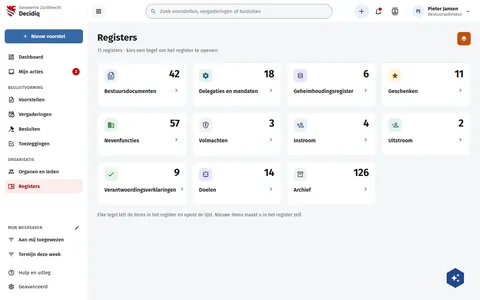 Gemeente Zuiddrecht
Decidiq
Zoek voorstellen, vergaderingen of besluiten
PJ
Pieter Jansen
Bestuursadviseur
+ Nieuw voorstel
Dashboard
Mijn acties
BESLUITVORMING
Voorstellen
Vergaderingen
Besluiten
Toezeggingen
ORGANISATIE
Organen en leden
Registers
MIJN WEERGAVEN
Aan mij toegewezen
Termijn deze week
Hulp en uitleg
Geavanceerd
Registers
11 registers · kies een tegel om het register te openen
42
Bestuursdocumenten
18
Delegaties en mandaten
6
Geheimhoudingsregister
11
Geschenken
57
Nevenfuncties
3
Volmachten
4
Instroom
2
Uitstroom
9
Verantwoordingsverklaringen
14
Doelen
126
Archief
Elke tegel telt de items in het register en opent de lijst. Nieuwe items maakt u in het register zelf.